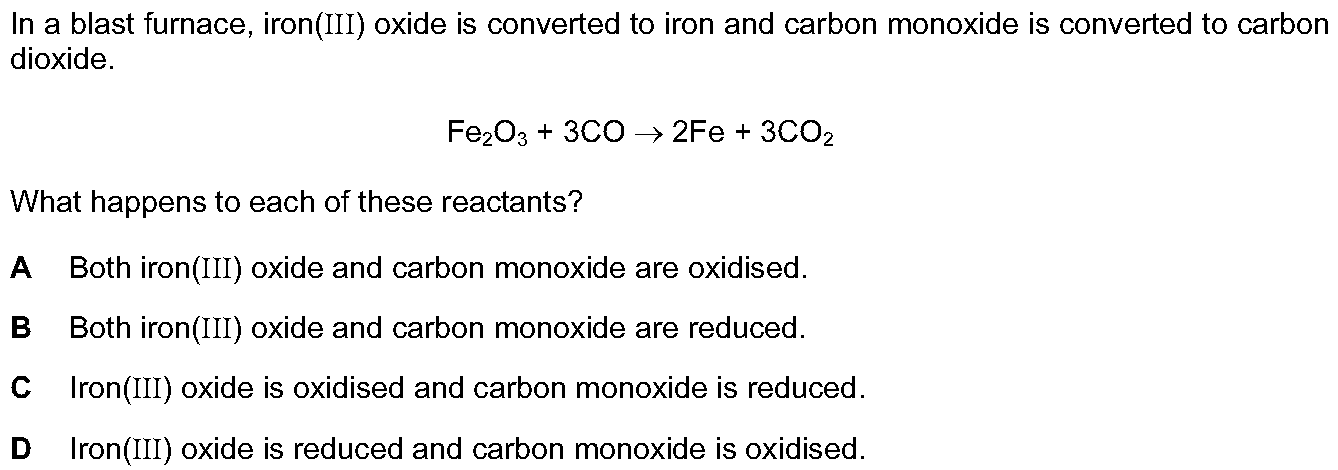 In a blast furnace, iron(III) oxide is converted to iron and carbon monoxide is converted to carbon
dioxide.
Fe₂O₃ + 3CO → 2Fe + 3CO₂
What happens to each of these reactants?
A Both iron(III) oxide and carbon monoxide are oxidised.
B Both iron(III) oxide and carbon monoxide are reduced.
C Iron(III) oxide is oxidised and carbon monoxide is reduced.
D Iron(III) oxide is reduced and carbon monoxide is oxidised.